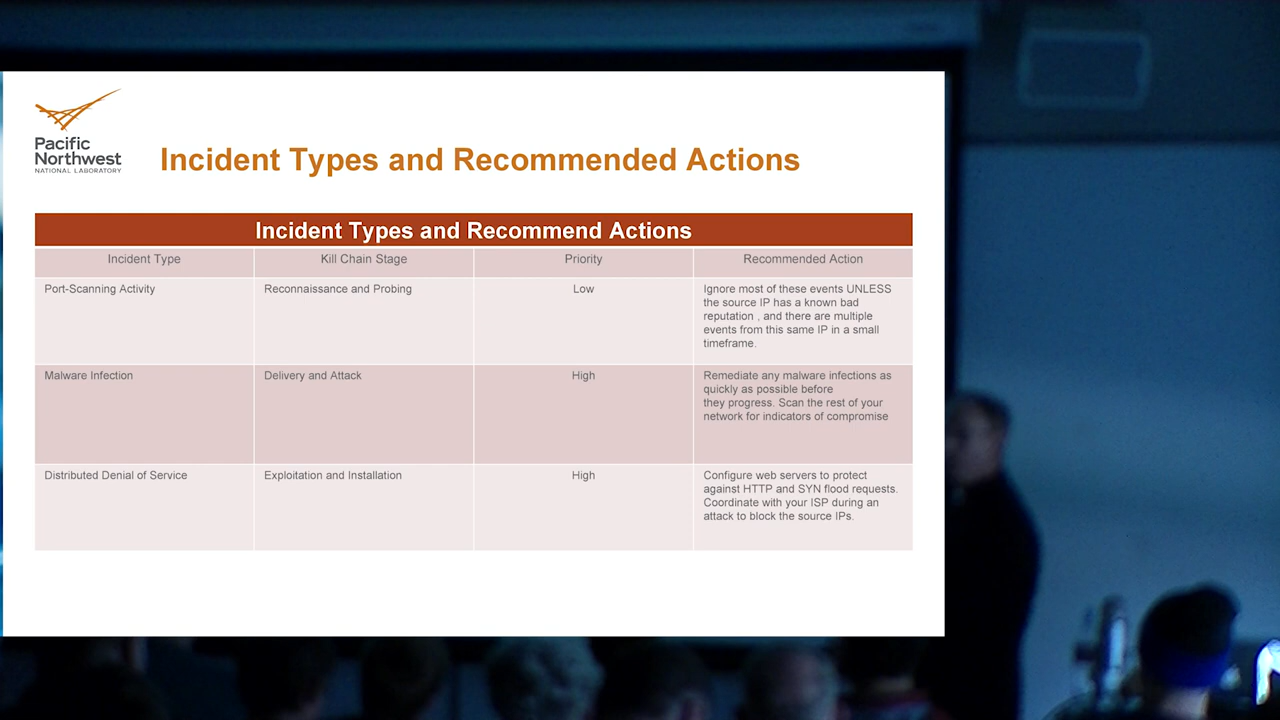 Pacific
Northwest
NATIONAL LABORATORY
Incident Types and Recommended Actions
Incident Types and Recommend Actions
Incident Type
Kill Chain Stage
Priority
Recommended Action
Port-Scanning Activity
Reconnaissance and Probing
Low
Ignore most of these events UNLESS
the source IP has a known bad
reputation , and there are multiple
events from this same IP in a small
timeframe.
Malware Infection
Delivery and Attack
High
Remediate any malware infections as
quickly as possible before
they progress. Scan the rest of your
network for indicators of compromise
Distributed Denial of Service
Exploitation and Installation
High
Configure web servers to protect
against HTTP and SYN flood requests.
Coordinate with your ISP during an
attack to block the source IPs.